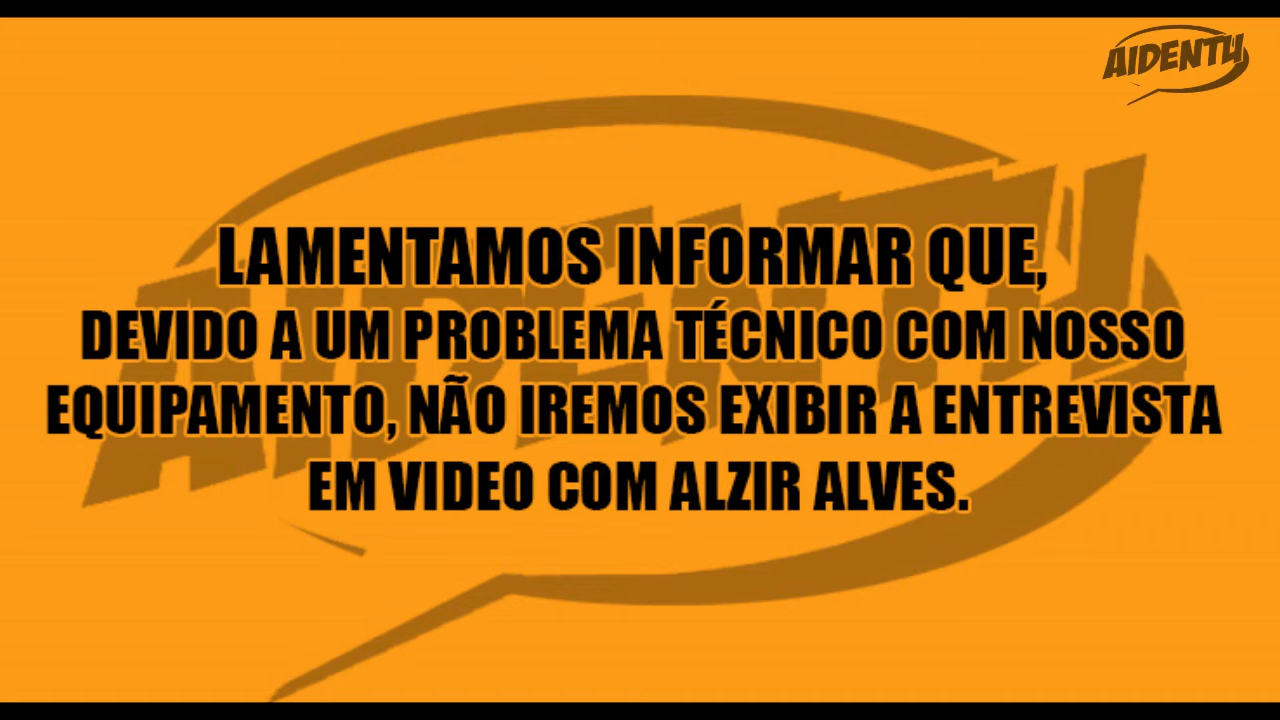 AIDENTU
LAMENTAMOS INFORMAR QUE,
DEVIDO A UM PROBLEMA TÉCNICO COM NOSSO
EQUIPAMENTO, NÃO IREMOS EXIBIR A ENTREVISTA
EM VIDEO COM ALZIR ALVES.